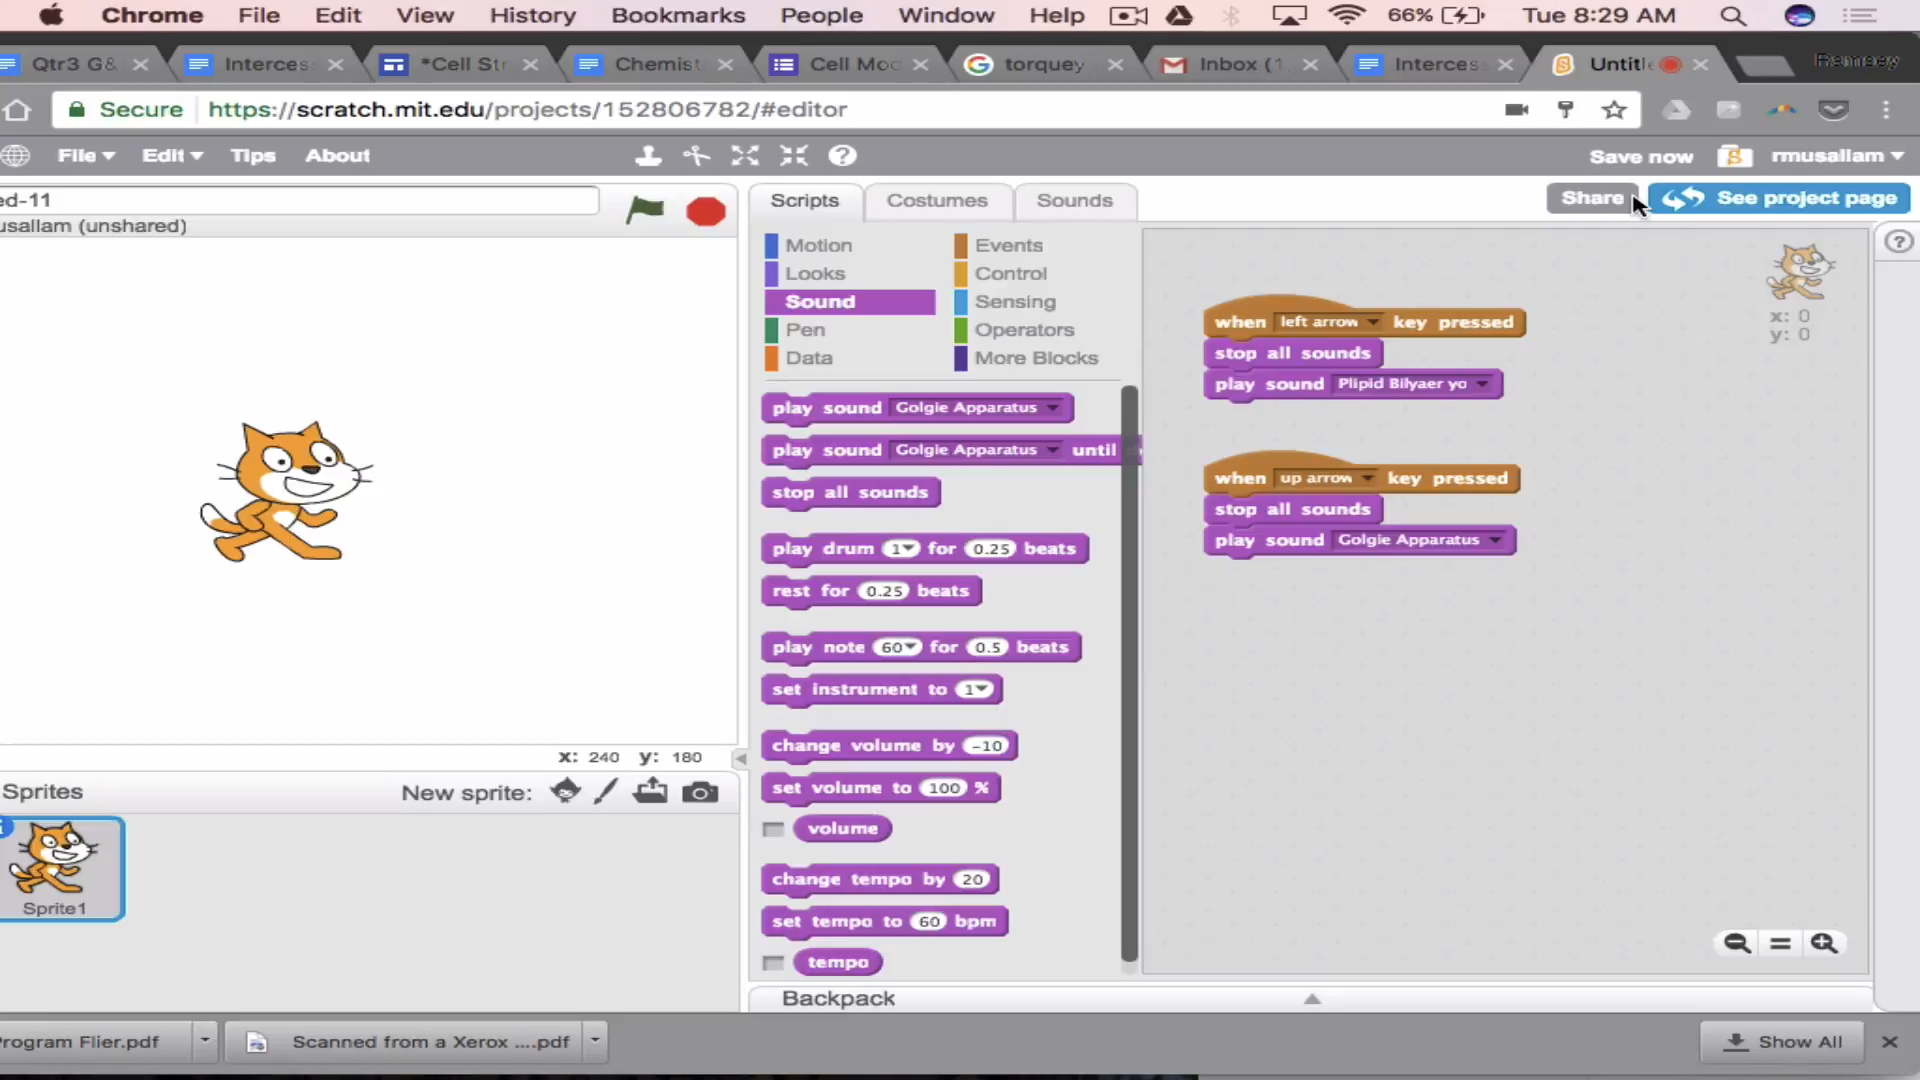 Chrome File Edit View History Bookmarks People Window Help 66% Tue 8:29 AM
Qtr3 G& Interces *Cell Str Chemist Cell Mod torquey Inbox (1 Interces Untitle Ramsey
Secure https://scratch.mit.edu/projects/152806782/#editor
File Edit Tips About Save now rmusallam
ed-11
usallam (unshared)
Scripts Costumes Sounds Share See project page
Motion Events
Looks Control
Sound Sensing
Pen Operators
Data More Blocks
play sound Golgie Apparatus
play sound Golgie Apparatus until
stop all sounds
play drum 1 for 0.25 beats
rest for 0.25 beats
play note 60 for 0.5 beats
set instrument to 1
change volume by -10
set volume to 100 %
volume
change tempo by 20
set tempo to 60 bpm
tempo
when left arrow key pressed
stop all sounds
play sound Plipid Bilyaer yo
when up arrow key pressed
stop all sounds
play sound Golgie Apparatus
x: 0
y: 0
x: 240 y: 180
Sprites New sprite:
Sprite1
Backpack
Program Flier.pdf Scanned from a Xerox ....pdf Show All